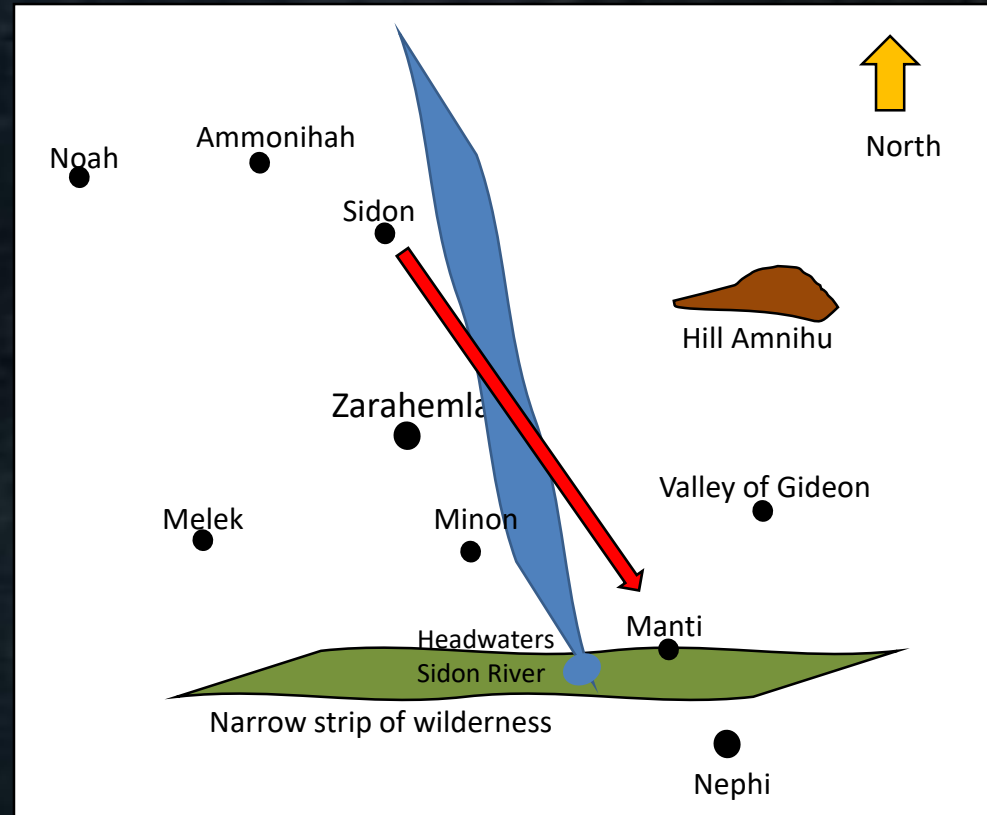 North
Ammonihah
Noah
Sidon
Hill Amnihu
Zarahemla
Valley of Gideon
Melek
Minon
Manti
Headwaters
Sidon River
Narrow strip of wilderness
Nephi